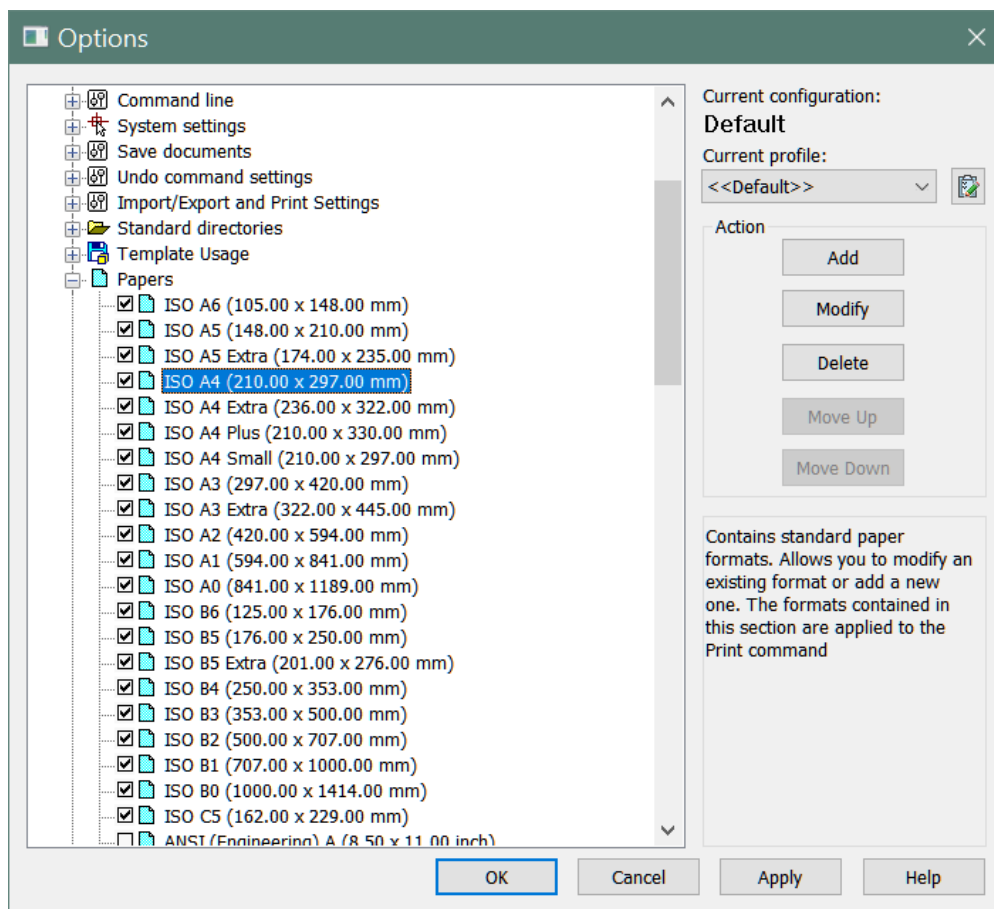 Options
Command line
System settings
Save documents
Undo command settings
Import/Export and Print Settings
Standard directories
Template Usage
Papers
ISO A6 (105.00 x 148.00 mm)
ISO A5 (148.00 x 210.00 mm)
ISO A5 Extra (174.00 x 235.00 mm)
ISO A4 (210.00 x 297.00 mm)
ISO A4 Extra (236.00 x 322.00 mm)
ISO A4 Plus (210.00 x 330.00 mm)
ISO A4 Small (210.00 x 297.00 mm)
ISO A3 (297.00 x 420.00 mm)
ISO A3 Extra (322.00 x 445.00 mm)
ISO A2 (420.00 x 594.00 mm)
ISO A1 (594.00 x 841.00 mm)
ISO A0 (841.00 x 1189.00 mm)
ISO B6 (125.00 x 176.00 mm)
ISO B5 (176.00 x 250.00 mm)
ISO B5 Extra (201.00 x 276.00 mm)
ISO B4 (250.00 x 353.00 mm)
ISO B3 (353.00 x 500.00 mm)
ISO B2 (500.00 x 707.00 mm)
ISO B1 (707.00 x 1000.00 mm)
ISO B0 (1000.00 x 1414.00 mm)
ISO C5 (162.00 x 229.00 mm)
ANSI (Engineering) A (8.50 x 11.00 inch)
Current configuration:
Default
Current profile:
<<Default>>
Action
Add
Modify
Delete
Move Up
Move Down
Contains standard paper
formats. Allows you to modify an
existing format or add a new
one. The formats contained in
this section are applied to the
Print command
OK
Cancel
Apply
Help